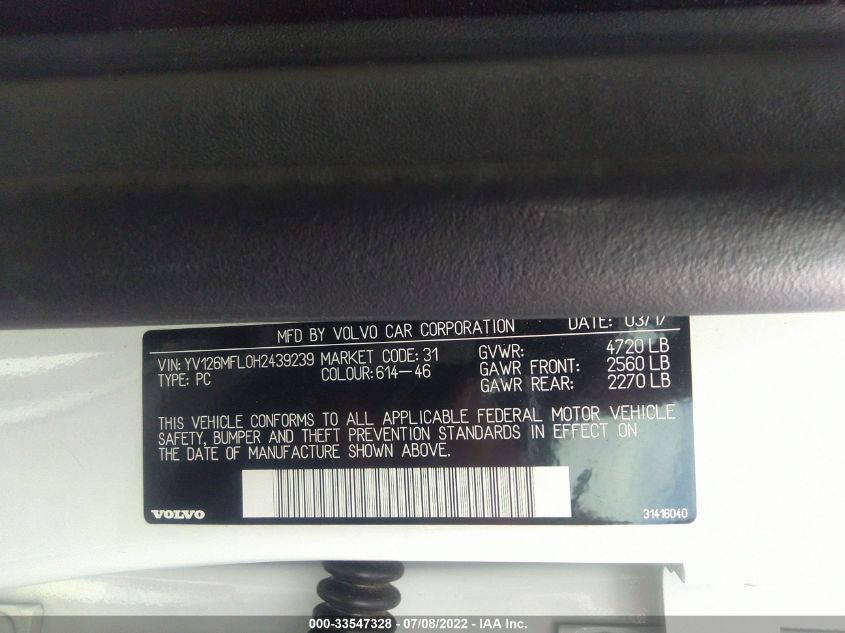 MFD BY VOLVO CAR CORPORATION DATE: 03/17
VIN: YV126MFL0H2439239 MARKET CODE: 31 GVWR: 4720 LB
TYPE: PC COLOUR: 614-46 GAWR FRONT: 2560 LB
GAWR REAR: 2270 LB
THIS VEHICLE CONFORMS TO ALL APPLICABLE FEDERAL MOTOR VEHICLE
SAFETY, BUMPER AND THEFT PREVENTION STANDARDS IN EFFECT ON
THE DATE OF MANUFACTURE SHOWN ABOVE.
VOLVO 31416040
000-33547328 / 07/08/2022 - IAA Inc.